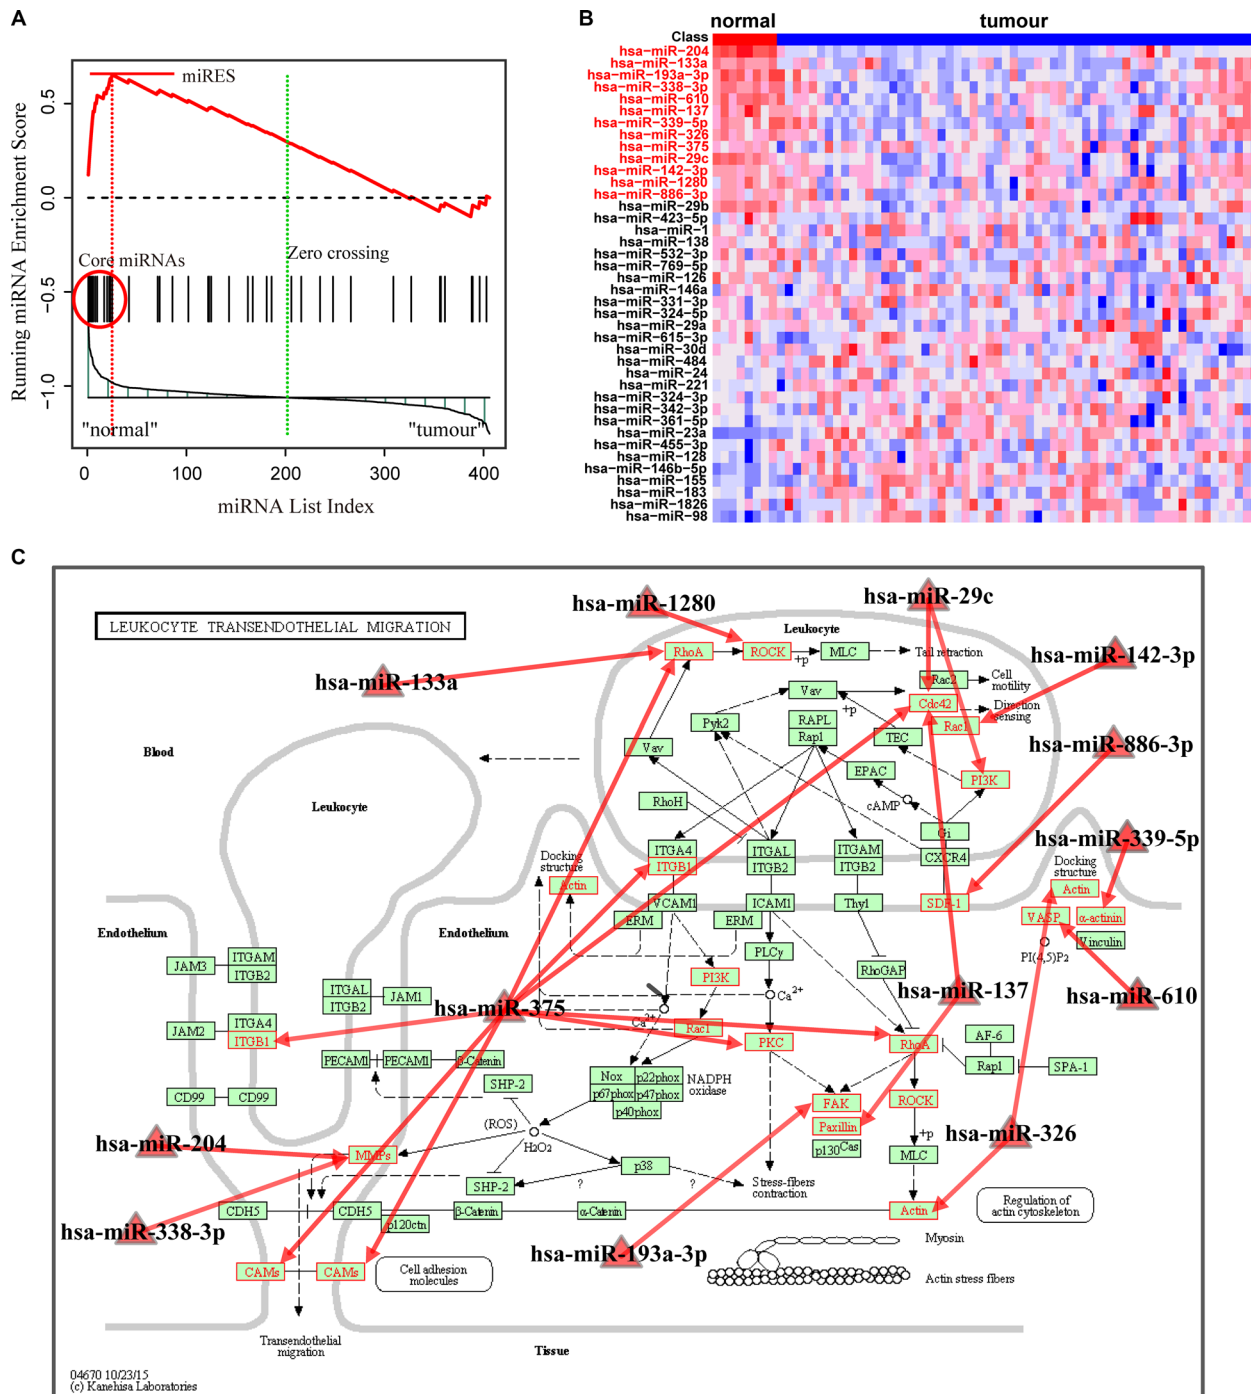 A
Running miRNA Enrichment Score
0.5
0.0
−0.5
−1.0
miRES
Core miRNAs
Zero crossing
"normal"
"tumour"
0
100
200
300
400
miRNA List Index
B
normal
tumour
Class
hsa−miR−204
hsa−miR−133a
hsa−miR−193a−3p
hsa−miR−338−3p
hsa−miR−610
hsa−miR−137
hsa−miR−339−5p
hsa−miR−326
hsa−miR−375
hsa−miR−29c
hsa−miR−142−3p
hsa−miR−1280
hsa−miR−886−3p
hsa−miR−29b
hsa−miR−423−5p
hsa−miR−1
hsa−miR−138
hsa−miR−532−3p
hsa−miR−769−5p
hsa−miR−126
hsa−miR−146a
hsa−miR−331−3p
hsa−miR−324−5p
hsa−miR−29a
hsa−miR−615−3p
hsa−miR−30d
hsa−miR−484
hsa−miR−24
hsa−miR−221
hsa−miR−324−3p
hsa−miR−342−3p
hsa−miR−361−5p
hsa−miR−23a
hsa−miR−455−3p
hsa−miR−128
hsa−miR−146b−5p
hsa−miR−155
hsa−miR−183
hsa−miR−1826
hsa−miR−98
C
LEUKOCYTE TRANSENDOTHELIAL MIGRATION
hsa-miR-1280
hsa-miR-29c
Leukocyte
RhoA
ROCK
+p
MLC
Tail retraction
hsa-miR-142-3p
hsa-miR-133a
Rac2
Cell
motility
Vav
Cdc42
Direction
sensing
+p
Rac1
Pyk2
RAPL
Rap1
TEC
Blood
Vav
hsa-miR-886-3p
EPAC
PI3K
cAMP
Leukocyte
RhoH
Gi
hsa-miR-339-5p
ITGA4
ITGB1
ITGAL
ITGB2
ITGAM
ITGB2
CXCR4
Docking
structure
Actin
Docking
structure
Actin
VCAM1
ICAM1
Thy1
SDF-1
VASP
α-actinin
ERM
ERM
Vinculin
PI(4,5)P2
Endothelium
Endothelium
PLCγ
RhoGAP
JAM3
ITGAM
ITGB2
PI3K
ITGAL
ITGB2
JAM1
hsa-miR-375
Ca2+
Ca2+
hsa-miR-137
hsa-miR-610
JAM2
ITGA4
ITGB1
Rac1
PKC
RhoA
AF-6
Rap1
SPA-1
PECAM1
PECAM1
β-Catenin
SHP-2
Nox
p22phox
p67phox
p47phox
p40phox
NADPH
oxidase
CD99
CD99
FAK
ROCK
Paxillin
p130Cas
(ROS)
H2O2
+p
hsa-miR-204
MMPs
hsa-miR-326
MLC
p38
?
?
SHP-2
Stress-fibers
contraction
CDH5
CDH5
p120ctn
β-Catenin
α-Catenin
Actin
Regulation of
actin cytoskeleton
hsa-miR-338-3p
hsa-miR-193a-3p
Myosin
CAMs
CAMs
Cell adhesion
molecules
Actin stress fibers
Transendothelial
migration
Tissue
04670 10/23/15
(c) Kanehisa Laboratories